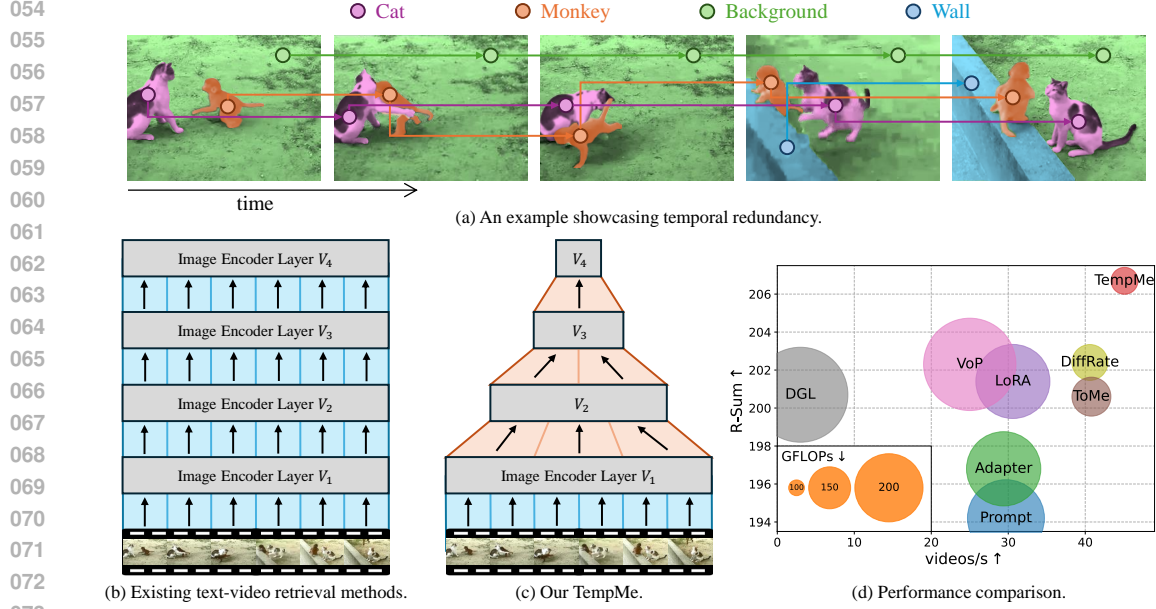 054
055
056
057
058
059
060
061
062
063
064
065
066
067
068
069
070
071
072
Cat Monkey Background Wall
time
(a) An example showcasing temporal redundancy.
Image Encoder Layer V4
Image Encoder Layer V3
Image Encoder Layer V2
Image Encoder Layer V1
(b) Existing text-video retrieval methods.
V4
V3
V2
Image Encoder Layer V1
(c) Our TempMe.
R-Sum ↑
206
204
202
200
198
196
194
TempMe
VoP
DiffRate
LoRA
DGL
ToMe
GFLOPs ↓
100 150 200
Adapter
Prompt
0 10 20 30 40
videos/s ↑
(d) Performance comparison.